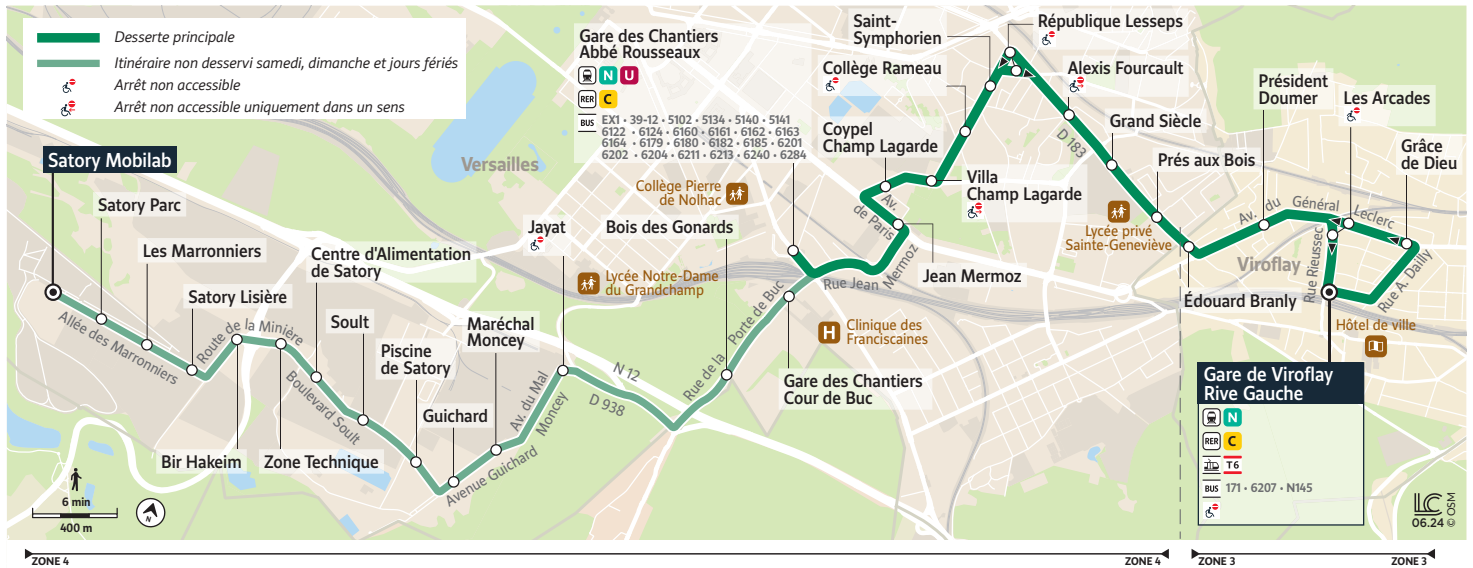 Desserte principale
Itinéraire non desservi samedi, dimanche et jours fériés
Arrêt non accessible
Arrêt non accessible uniquement dans un sens
Satory Mobilab
Satory Parc
Les Marronniers
Satory Lisière
Centre d'Alimentation
de Satory
Soult
Piscine
de Satory
Maréchal
Moncey
Guichard
Bir Hakeim
Zone Technique
Allée des Marronniers
Route de la Minière
Boulevard Soult
Avenue Guichard
Av. du Mal
Moncey
Versailles
Jayat
N 12
D 938
Lycée Notre-Dame
du Grandchamp
Collège Pierre
de Nolhac
Bois des Gonards
Rue de la Porte de Buc
Gare des Chantiers
Abbé Rousseaux
N U
RER C
BUS EX1 • 39-12 • 5102 • 5134 • 5140 • 5141
6122 • 6124 • 6160 • 6161 • 6162 • 6163
6164 • 6179 • 6180 • 6182 • 6185 • 6201
6202 • 6204 • 6211 • 6213 • 6240 • 6284
Gare des Chantiers
Cour de Buc
H
Clinique des
Franciscaines
Rue Jean Mermoz
Jean Mermoz
Av.
de Paris
Coypel
Champ Lagarde
Villa
Champ Lagarde
Collège Rameau
Saint-
Symphorien
République Lesseps
Alexis Fourcault
Grand Siècle
D 183
Prés aux Bois
Lycée privé
Sainte-Geneviève
Édouard Branly
Président
Doumer
Les Arcades
Grâce
de Dieu
Av. du Général Leclerc
Viroflay
Rue Rieussec
Rue A. Dailly
Hôtel de ville
Gare de Viroflay
Rive Gauche
N
RER C
T6
BUS 171 • 6207 • N145
6 min
400 m
N
LC
06.24 © OSM
ZONE 4
ZONE 4
ZONE 3
ZONE 3